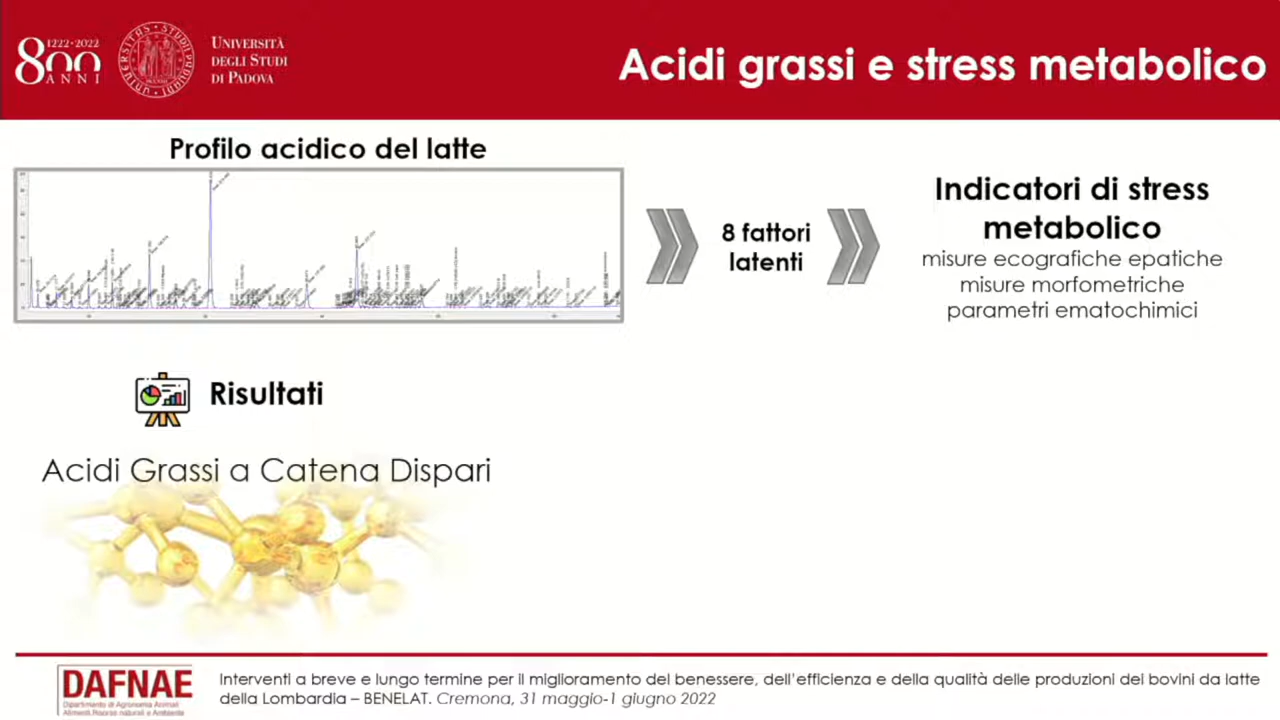 1222·2022
800
ANNI
UNIVERSITÀ
DEGLI STUDI
DI PADOVA
Acidi grassi e stress metabolico
Profilo acidico del latte
8 fattori
latenti
Indicatori di stress
metabolico
misure ecografiche epatiche
misure morfometriche
parametri ematochimici
Risultati
Acidi Grassi a Catena Dispari
DAFNAE
Dipartimento di Agronomia Animali
Alimenti Risorse naturali e Ambiente
Interventi a breve e lungo termine per il miglioramento del benessere, dell'efficienza e della qualità delle produzioni dei bovini da latte
della Lombardia – BENELAT. Cremona, 31 maggio-1 giugno 2022